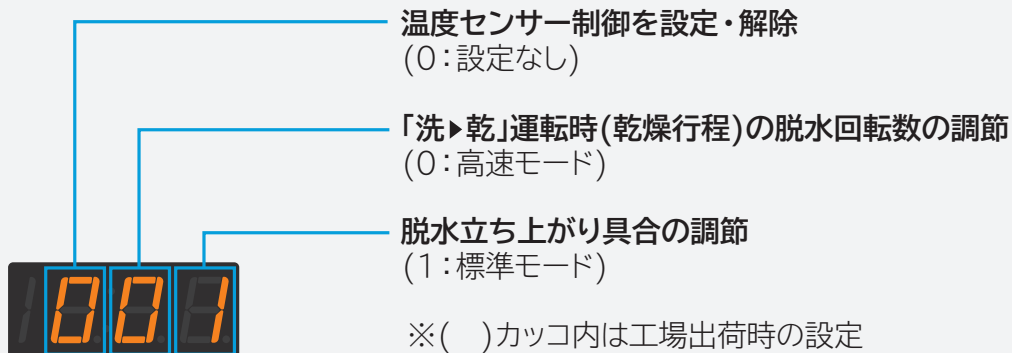 温度センサー制御を設定・解除
(0：設定なし)
「洗▶乾」運転時(乾燥行程)の脱水回転数の調節
(0：高速モード)
脱水立ち上がり具合の調節
(1：標準モード)
001
※(　)カッコ内は工場出荷時の設定